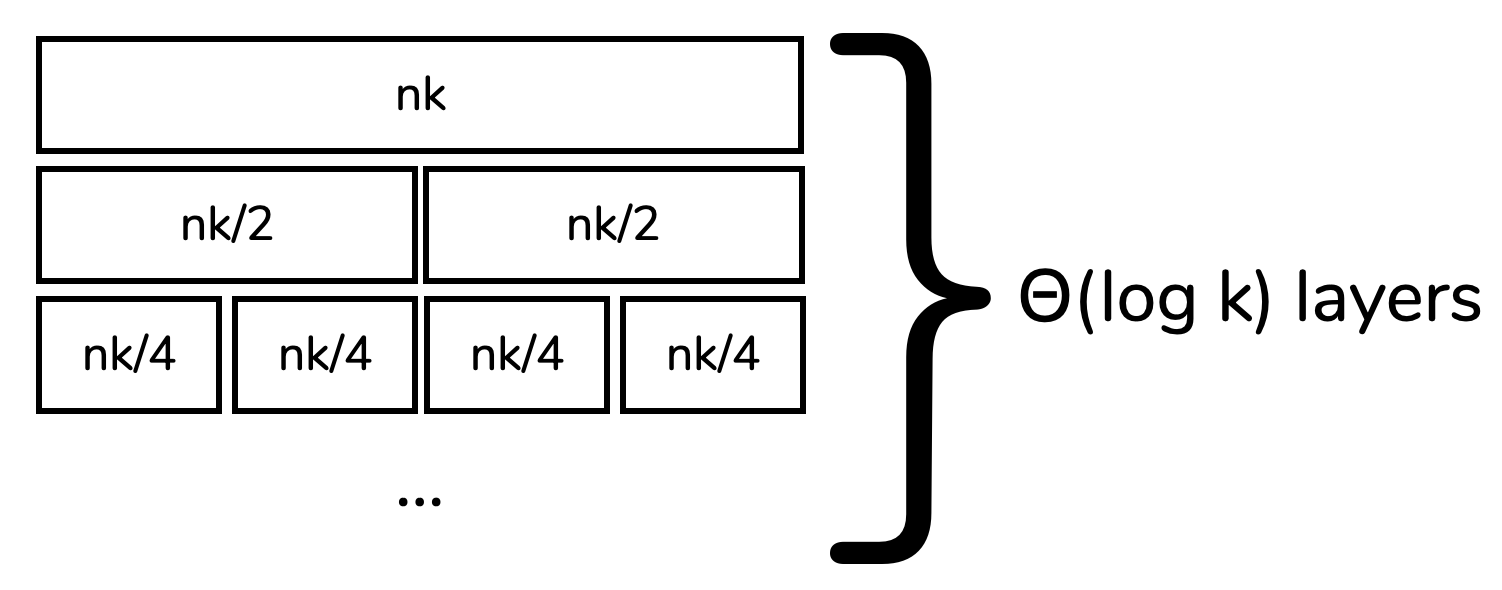 nk
nk/2 nk/2
nk/4 nk/4 nk/4 nk/4
...
Θ(log k) layers